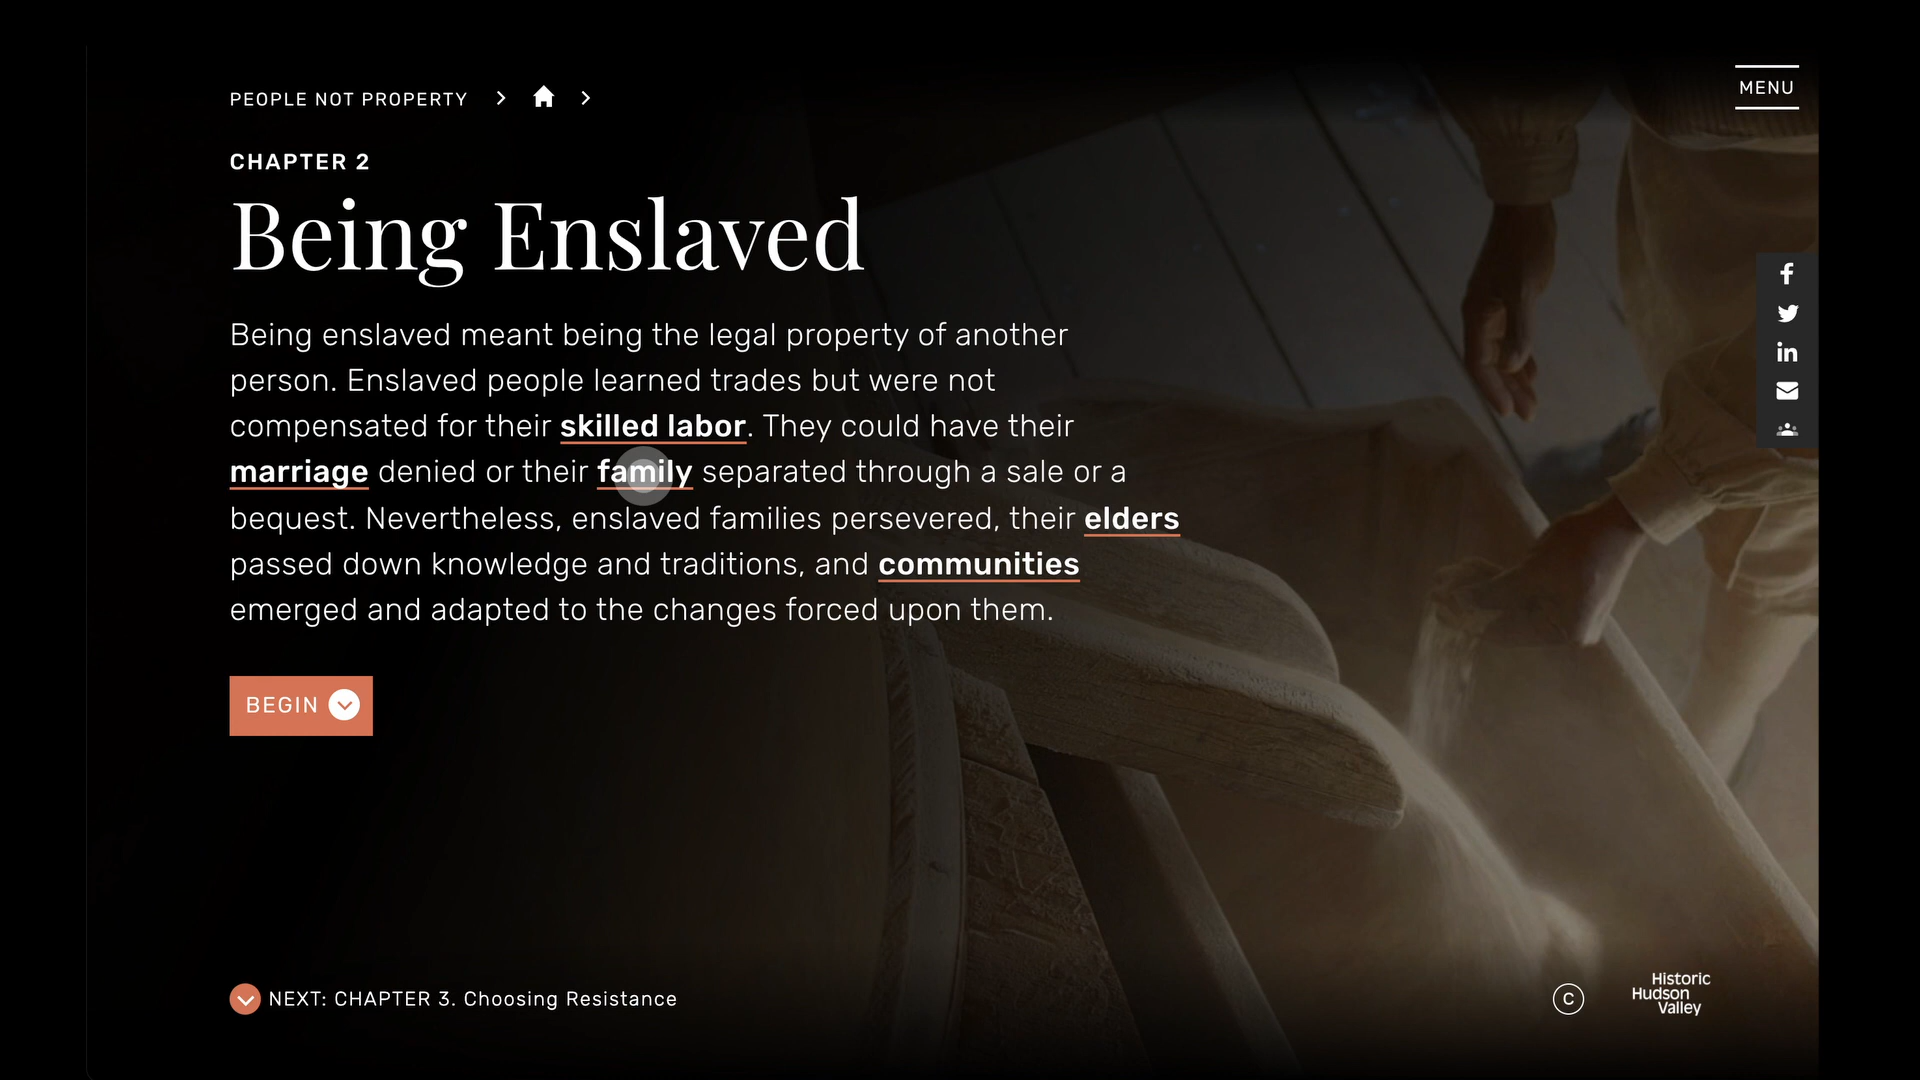 PEOPLE NOT PROPERTY
MENU
CHAPTER 2
Being Enslaved
Being enslaved meant being the legal property of another
person. Enslaved people learned trades but were not
compensated for their skilled labor. They could have their
marriage denied or their family separated through a sale or a
bequest. Nevertheless, enslaved families persevered, their elders
passed down knowledge and traditions, and communities
emerged and adapted to the changes forced upon them.
BEGIN
NEXT: CHAPTER 3. Choosing Resistance
C
Historic
Hudson
Valley